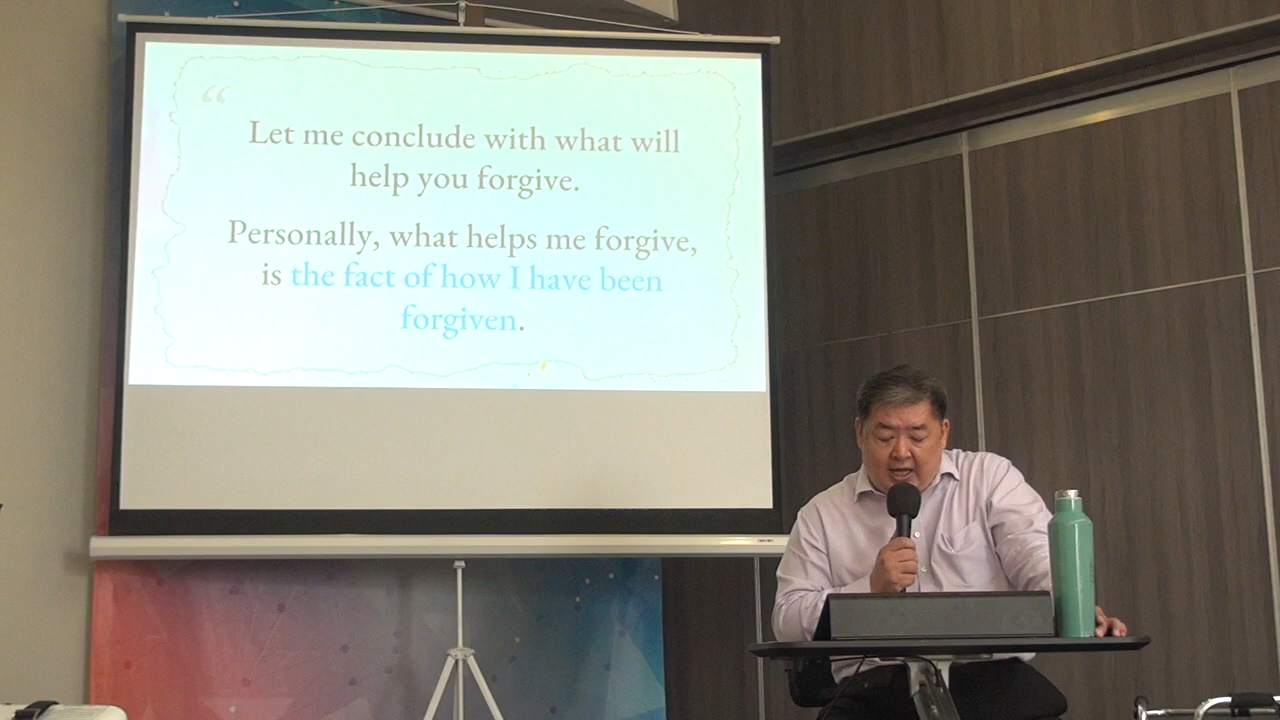 “
Let me conclude with what will
help you forgive.
Personally, what helps me forgive,
is the fact of how I have been
forgiven.